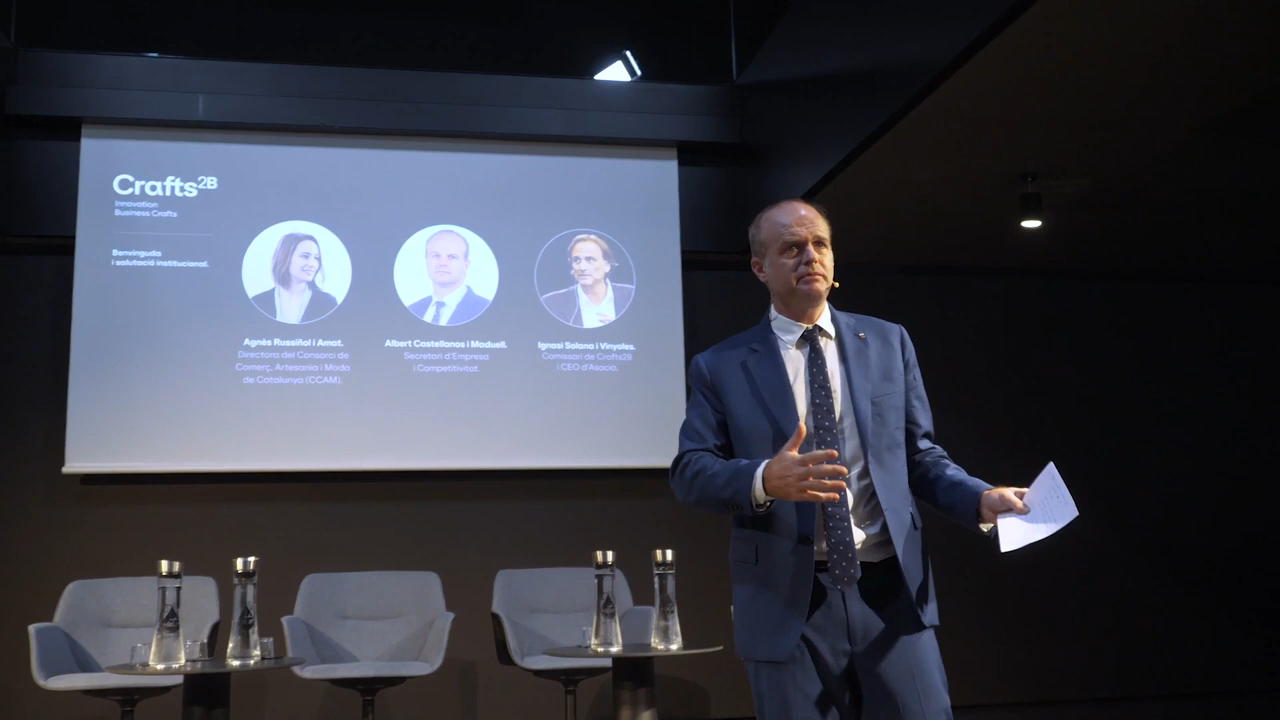 Crafts2B
Innovation
Business Crafts
Benvinguda
i salutació institucional.
Agnès Russiñol i Amat.
Directora del Consorci de
Comerç, Artesania i Moda
de Catalunya (CCAM).
Albert Castellanos i Maduell.
Secretari d'Empresa
i Competitivitat.
Ignasi Solana i Vinyoles.
Comissari de Crafts2B
i CEO d'Asocia.